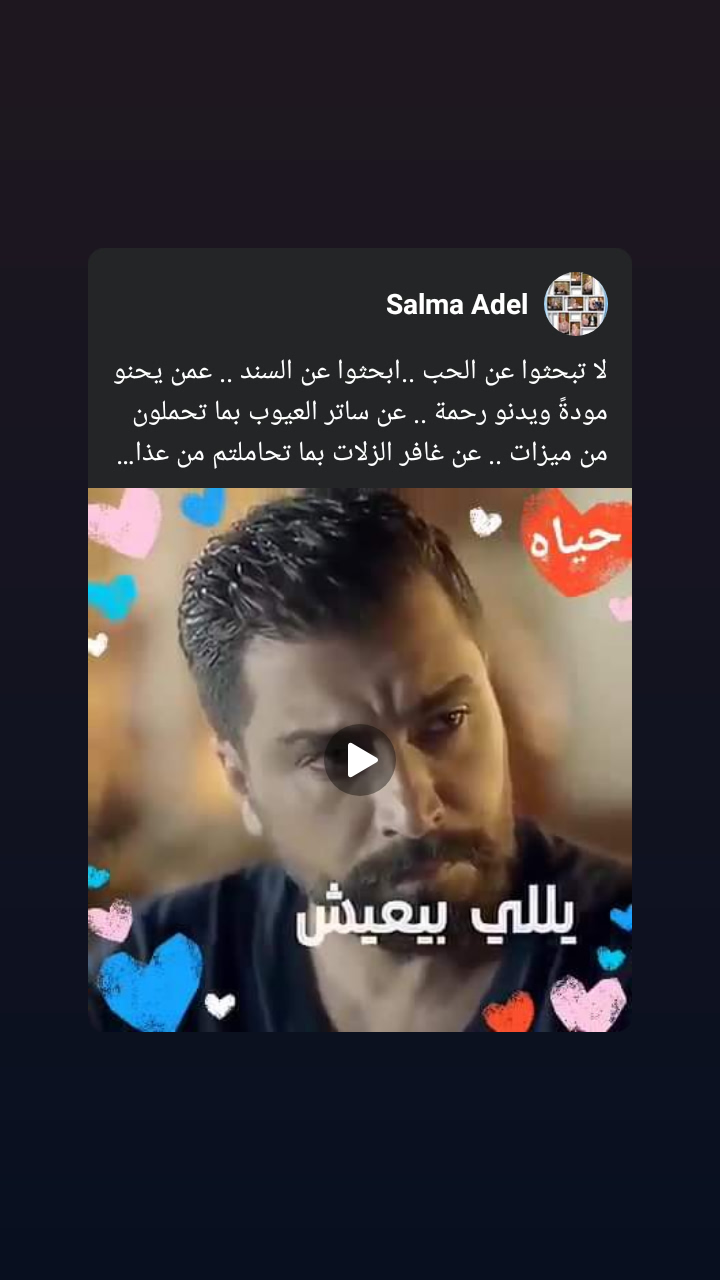 Salma Adel
لا تبحثوا عن الحب ..ابحثوا عن السند .. عمن يحنو
مودةً ويدنو رحمة .. عن ساتر العيوب بما تحملون
من ميزات .. عن غافر الزلات بما تحاملتم من عذا...
حياه
يللي بيعيش